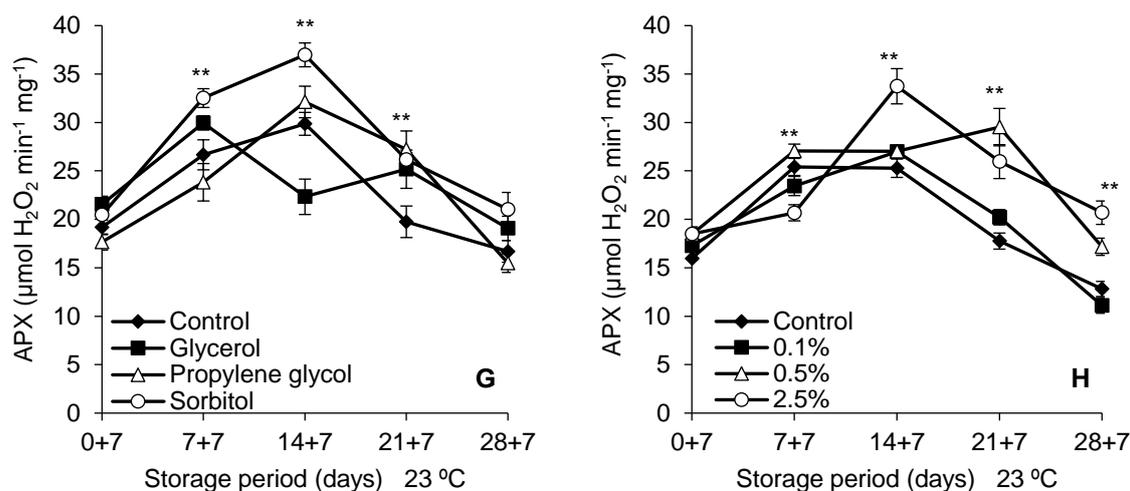 APX (µmol H₂O₂ min⁻¹ mg⁻¹)
40
35
30
25
20
15
10
5
0
**
**
**
Control
Glycerol
Propylene glycol
Sorbitol
G
0+7 7+7 14+7 21+7 28+7
Storage period (days) 23 ºC
APX (µmol H₂O₂ min⁻¹ mg⁻¹)
40
35
30
25
20
15
10
5
0
**
**
**
**
Control
0.1%
0.5%
2.5%
H
0+7 7+7 14+7 21+7 28+7
Storage period (days) 23 ºC